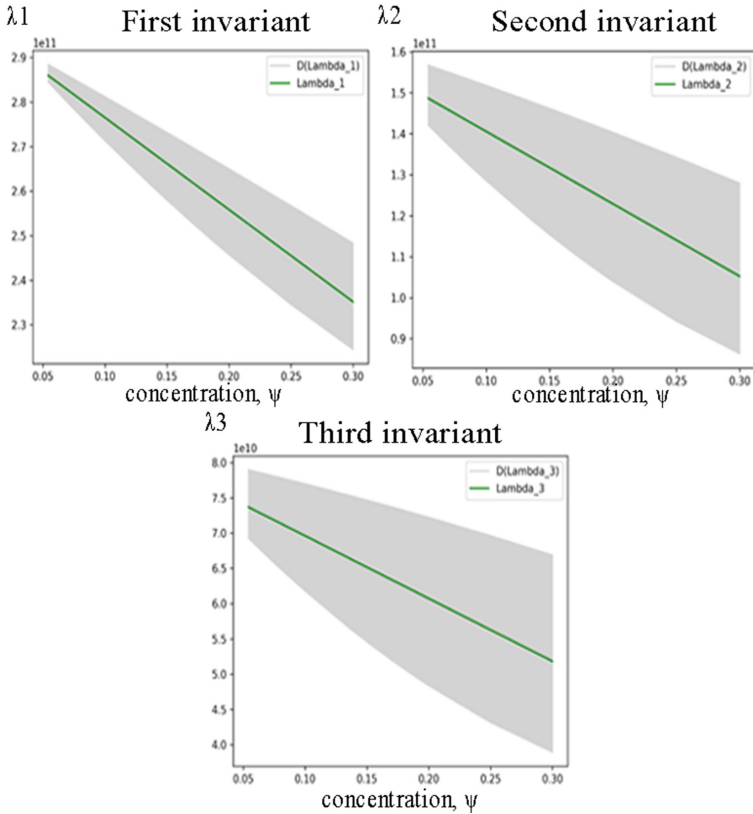 λ1 First invariant
1e11
D(Lambda_1)
Lambda_1
2.9
2.8
2.7
2.6
2.5
2.4
2.3
0.05 0.10 0.15 0.20 0.25 0.30
concentration, ψ
λ2 Second invariant
1e11
D(Lambda_2)
Lambda_2
1.6
1.5
1.4
1.3
1.2
1.1
1.0
0.9
0.05 0.10 0.15 0.20 0.25 0.30
concentration, ψ
λ3 Third invariant
1e10
D(Lambda_3)
Lambda_3
8.0
7.5
7.0
6.5
6.0
5.5
5.0
4.5
4.0
0.05 0.10 0.15 0.20 0.25 0.30
concentration, ψ